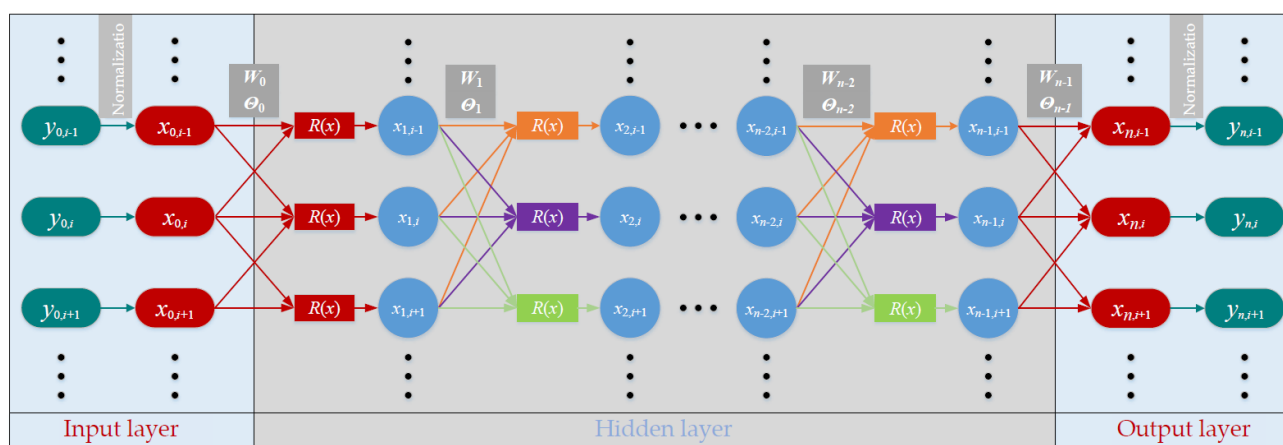 Normalizatio
Normalizatio
W0 W1 Wn-2 Wn-1
Θ0 Θ1 Θn-2 Θn-1
y0,i-1 x0,i-1 R(x) x1,i-1 R(x) x2,i-1 xn-2,i-1 R(x) xn-1,i-1 xn,i-1 yn,i-1
y0,i x0,i R(x) x1,i R(x) x2,i xn-2,i R(x) xn-1,i xn,i yn,i
y0,i+1 x0,i+1 R(x) x1,i+1 R(x) x2,i+1 xn-2,i+1 R(x) xn-1,i+1 xn,i+1 yn,i+1
Input layer Hidden layer Output layer